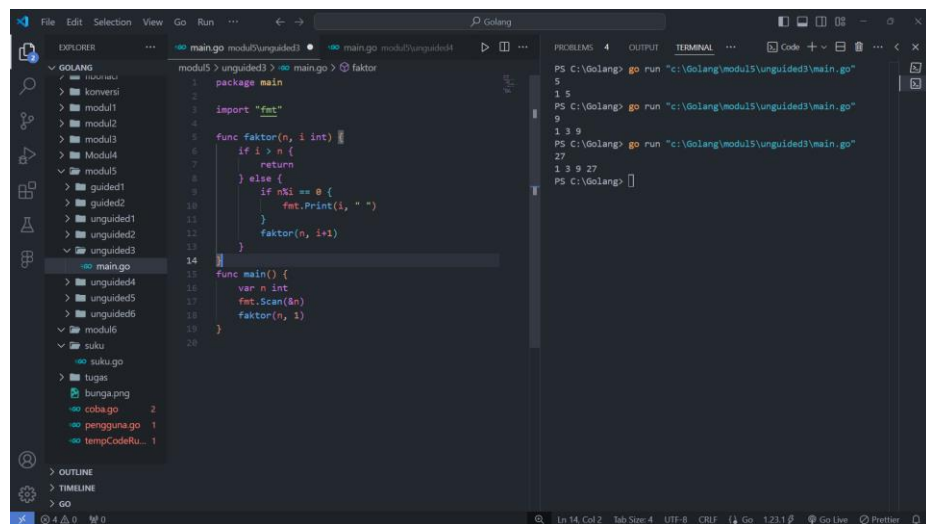 File Edit Selection View Go Run ··· Golang
EXPLORER ···
GOLANG
konversi
modul1
modul2
modul3
Modul4
modul5
guided1
guided2
unguided1
unguided2
unguided3
main.go
unguided4
unguided5
unguided6
modul6
suku
suku.go
tugas
bunga.png
coba.go 2
pengguna.go 1
tempCodeRu... 1
OUTLINE
TIMELINE
GO
main.go modul5\unguided3 main.go modul5\unguided4
modul5 > unguided3 > main.go > faktor
1 package main
2
3 import "fmt"
4
5 func faktor(n, i int) {
6 if i > n {
7 return
8 } else {
9 if n%i == 0 {
10 fmt.Print(i, " ")
11 }
12 faktor(n, i+1)
13 }
14 }
15 func main() {
16 var n int
17 fmt.Scan(&n)
18 faktor(n, 1)
19 }
20
PROBLEMS 4 OUTPUT TERMINAL ··· Code
PS C:\Golang> go run "c:\Golang\modul5\unguided3\main.go"
5
1 5
PS C:\Golang> go run "c:\Golang\modul5\unguided3\main.go"
9
1 3 9
PS C:\Golang> go run "c:\Golang\modul5\unguided3\main.go"
27
1 3 9 27
PS C:\Golang>
4 0 0 Ln 14, Col 2 Tab Size: 4 UTF-8 CRLF Go 1.23.1 Go Live Prettier